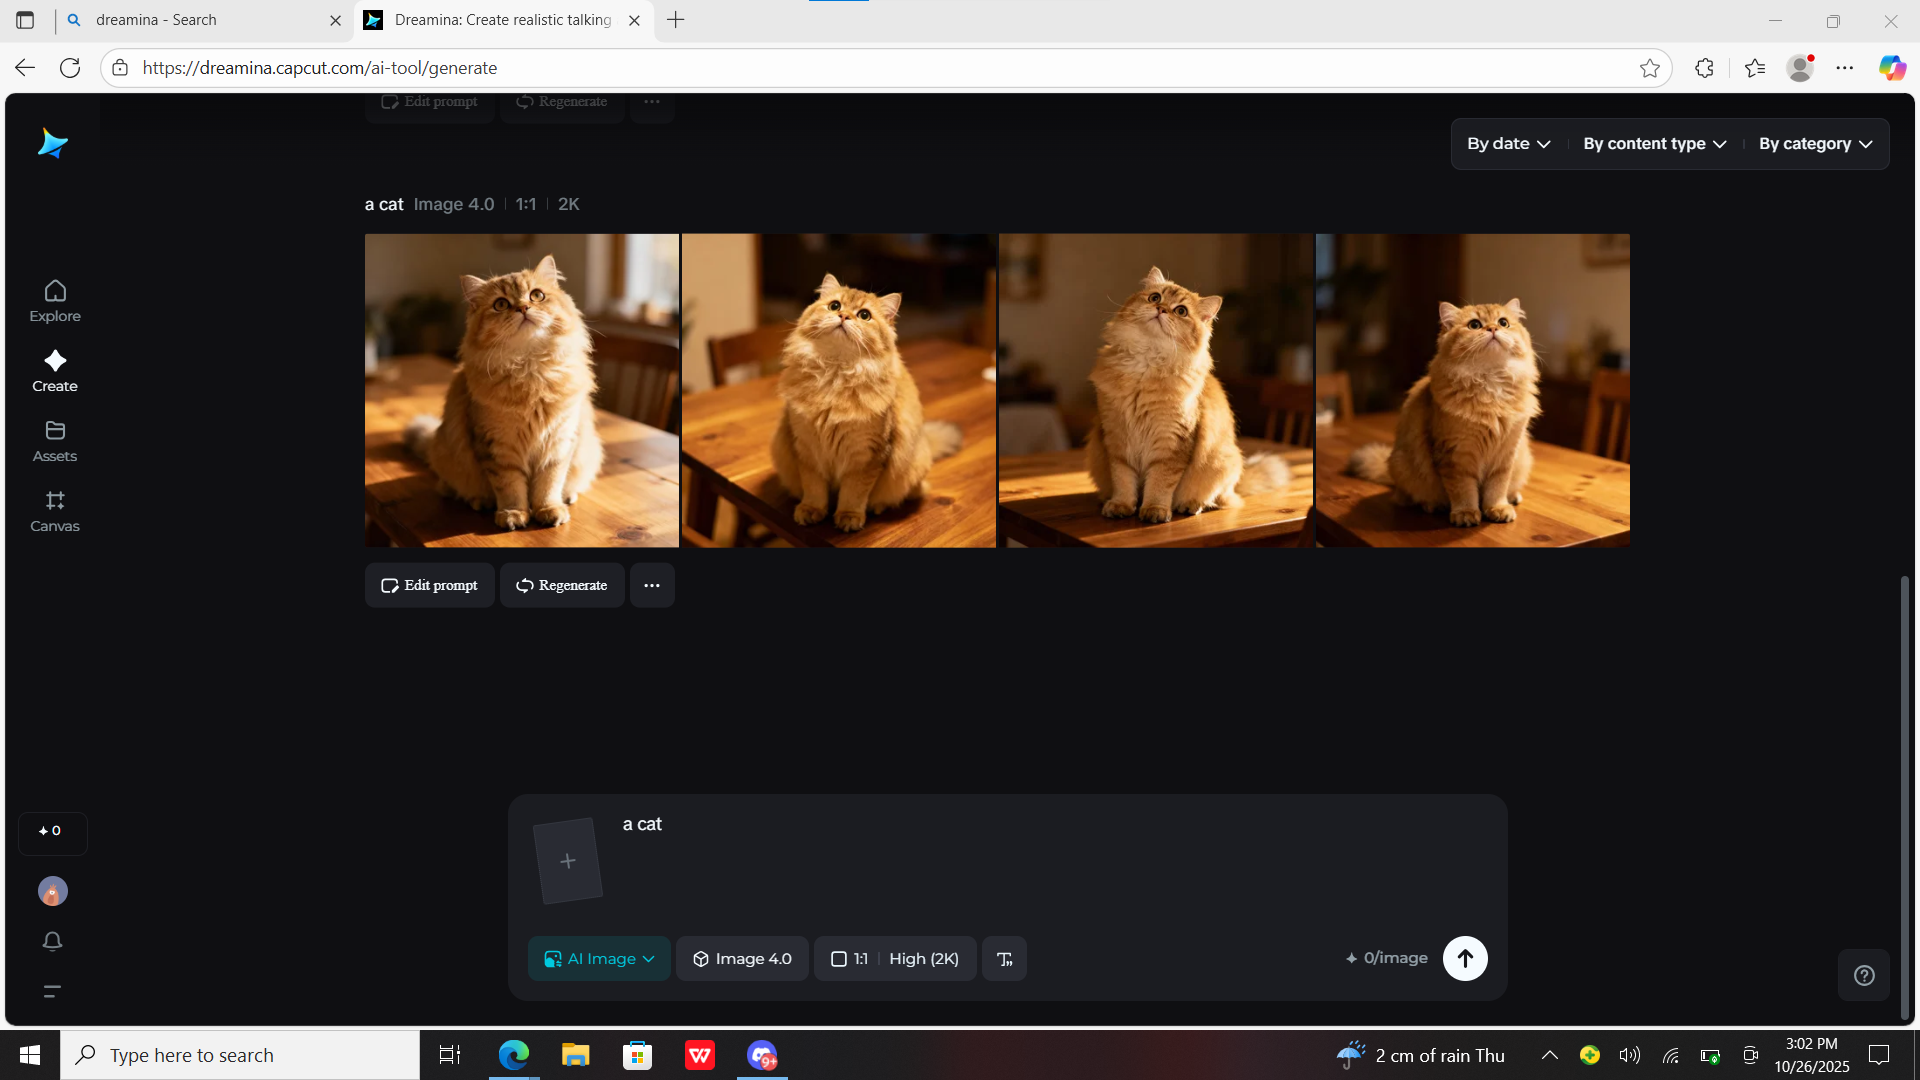 dreamina - Search
Dreamina: Create realistic talking
https://dreamina.capcut.com/ai-tool/generate
Edit prompt
Regenerate
By date
By content type
By category
a cat Image 4.0 1:1 2K
Explore
Create
Assets
Canvas
Edit prompt
Regenerate
0
a cat
AI Image
Image 4.0
1:1
High (2K)
0/image
Type here to search
9+
2 cm of rain Thu
3:02 PM
10/26/2025